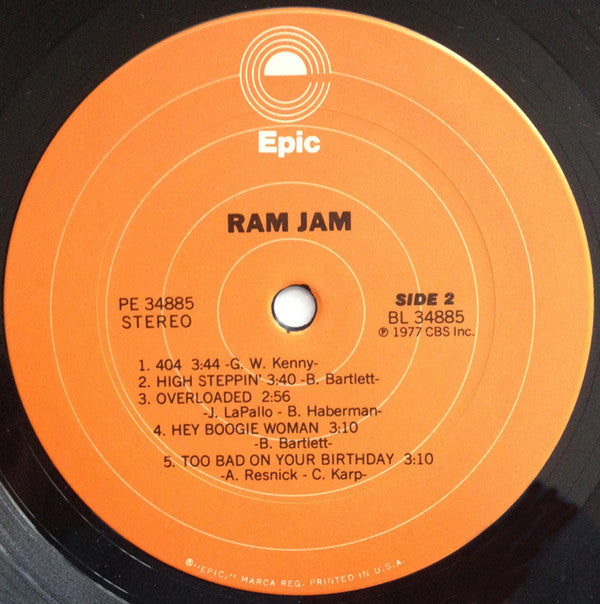 Epic
RAM JAM
PE 34885
STEREO
SIDE 2
BL 34885
℗ 1977 CBS Inc.
1. 404 3:44 -G. W. Kenny-
2. HIGH STEPPIN' 3:40 -B. Bartlett-
3. OVERLOADED 2:56
-J. LaPallo - B. Haberman-
4. HEY BOOGIE WOMAN 3:10
-B. Bartlett-
5. TOO BAD ON YOUR BIRTHDAY 3:10
-A. Resnick - C. Karp-
®"EPIC," MARCA REG. PRINTED IN U.S.A.